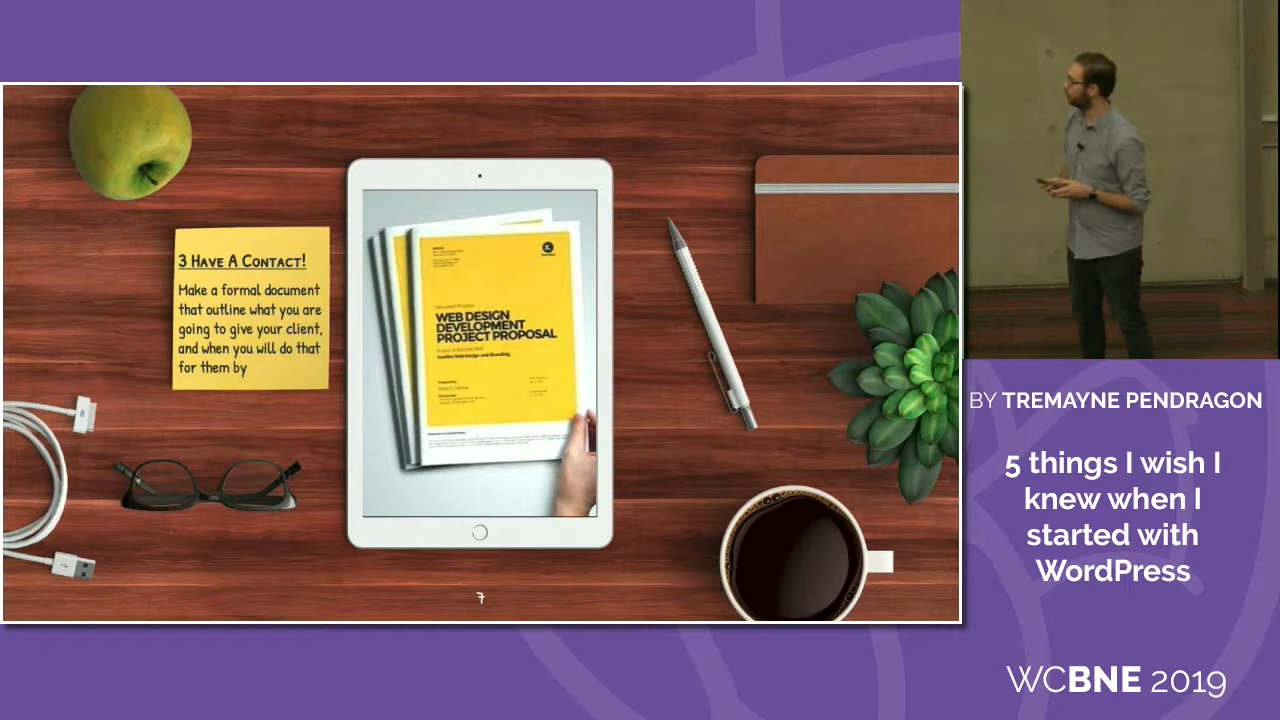 3 Have A Contact!
Make a formal document
that outline what you are
going to give your client,
and when you will do that
for them by
WEB DESIGN
DEVELOPMENT
PROJECT PROPOSAL
7
BY TREMAYNE PENDRAGON
5 things I wish I
knew when I
started with
WordPress
WCBNE 2019